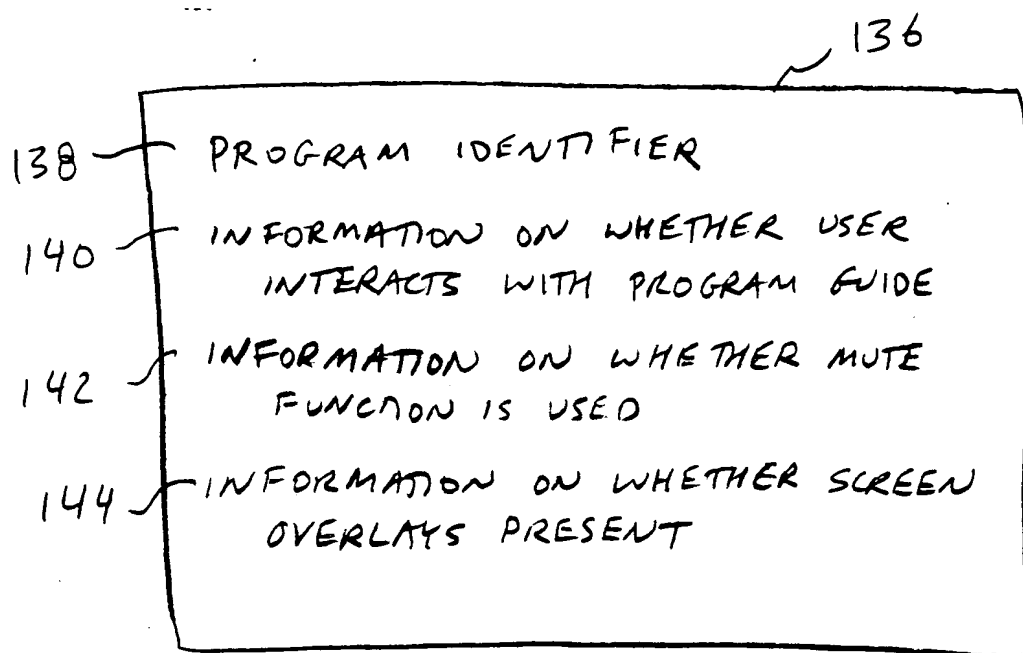 136
138 PROGRAM IDENTIFIER
140 INFORMATION ON WHETHER USER
INTERACTS WITH PROGRAM GUIDE
142 INFORMATION ON WHETHER MUTE
FUNCTION IS USED
144 INFORMATION ON WHETHER SCREEN
OVERLAYS PRESENT